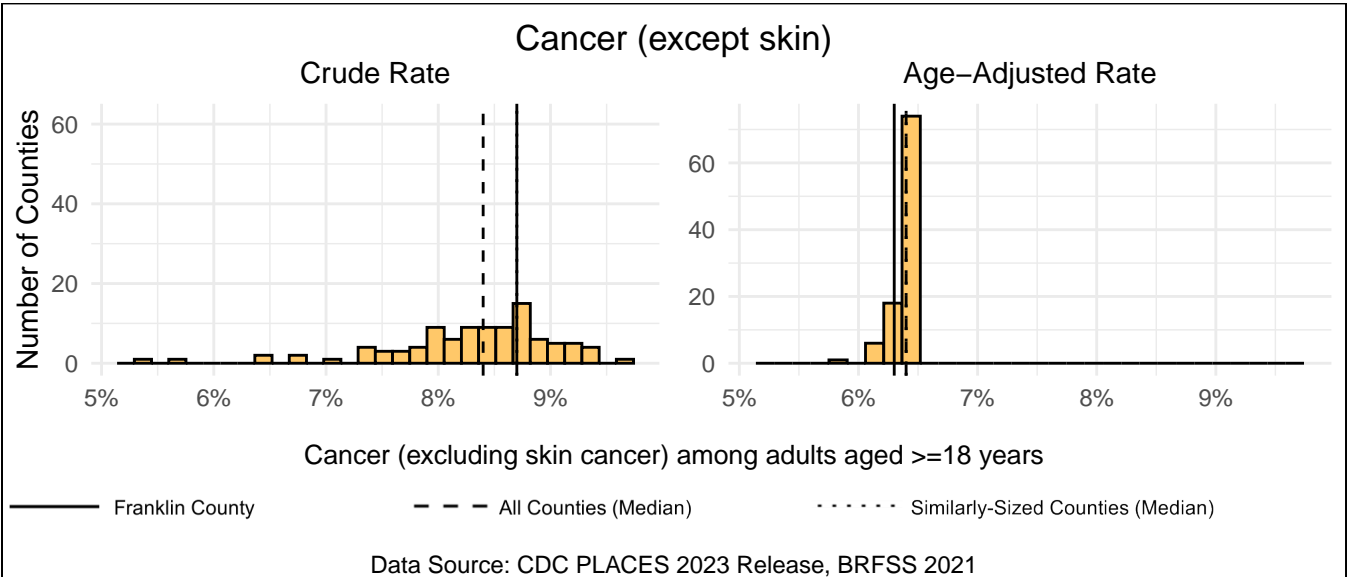 Cancer (except skin)
Crude Rate
Age−Adjusted Rate
Number of Counties
60
40
20
0
5%
6%
7%
8%
9%
60
40
20
0
5%
6%
7%
8%
9%
Cancer (excluding skin cancer) among adults aged >=18 years
Franklin County
All Counties (Median)
Similarly-Sized Counties (Median)
Data Source: CDC PLACES 2023 Release, BRFSS 2021